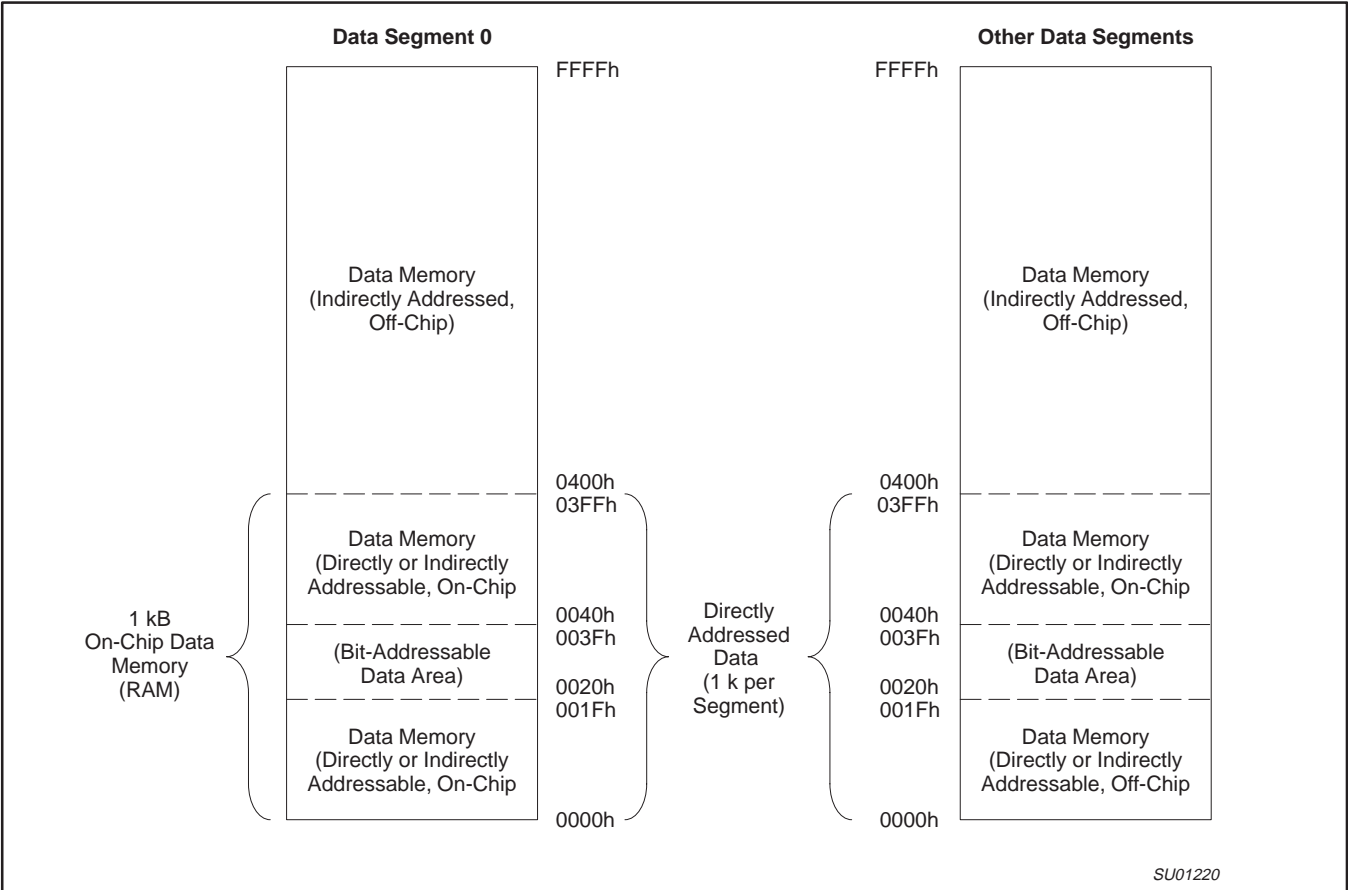 Data Segment 0
Other Data Segments
FFFFh
FFFFh
Data Memory
(Indirectly Addressed,
Off-Chip)
Data Memory
(Indirectly Addressed,
Off-Chip)
0400h
03FFh
0400h
03FFh
Data Memory
(Directly or Indirectly
Addressable, On-Chip
Data Memory
(Directly or Indirectly
Addressable, On-Chip
1 kB
On-Chip Data
Memory
(RAM)
0040h
003Fh
Directly
Addressed
Data
(1 k per
Segment)
0040h
003Fh
(Bit-Addressable
Data Area)
(Bit-Addressable
Data Area)
0020h
001Fh
0020h
001Fh
Data Memory
(Directly or Indirectly
Addressable, On-Chip
Data Memory
(Directly or Indirectly
Addressable, Off-Chip
0000h
0000h
SU01220